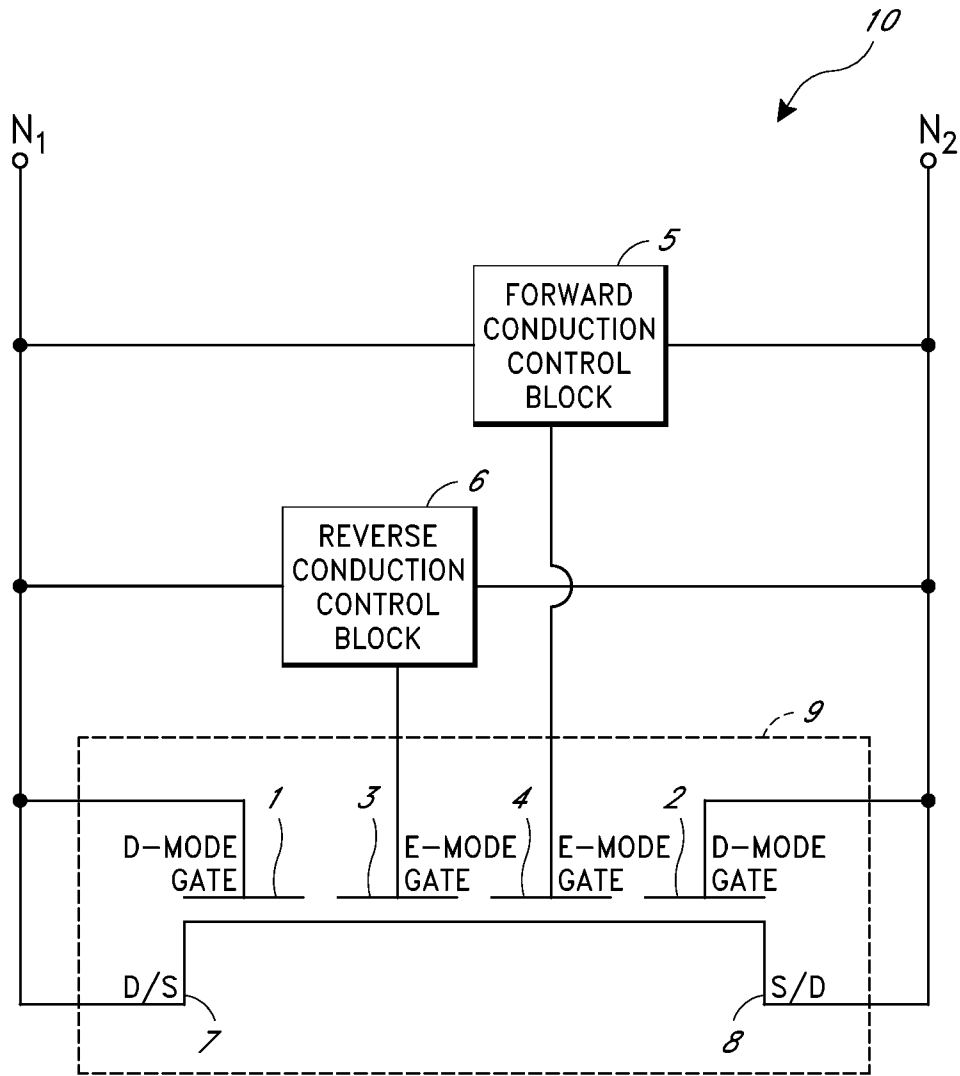 10
N1
N2
5
FORWARD
CONDUCTION
CONTROL
BLOCK
6
REVERSE
CONDUCTION
CONTROL
BLOCK
9
1
3
4
2
D-MODE
GATE
E-MODE
GATE
E-MODE
GATE
D-MODE
GATE
D/S
S/D
7
8